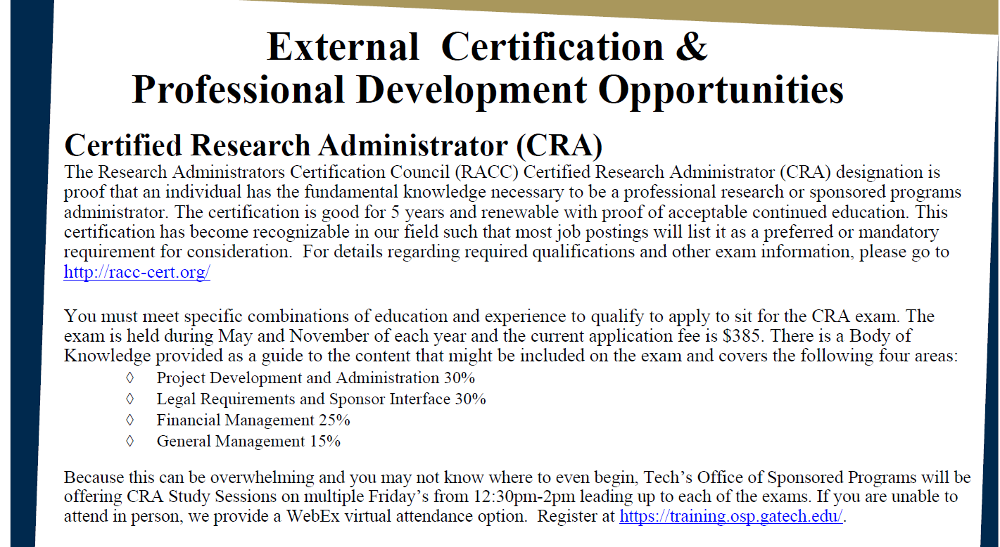 External Certification &
Professional Development Opportunities
Certified Research Administrator (CRA)
The Research Administrators Certification Council (RACC) Certified Research Administrator (CRA) designation is
proof that an individual has the fundamental knowledge necessary to be a professional research or sponsored programs
administrator. The certification is good for 5 years and renewable with proof of acceptable continued education. This
certification has become recognizable in our field such that most job postings will list it as a preferred or mandatory
requirement for consideration.  For details regarding required qualifications and other exam information, please go to
http://racc-cert.org/
You must meet specific combinations of education and experience to qualify to apply to sit for the CRA exam. The
exam is held during May and November of each year and the current application fee is $385. There is a Body of
Knowledge provided as a guide to the content that might be included on the exam and covers the following four areas:
◊ Project Development and Administration 30%
◊ Legal Requirements and Sponsor Interface 30%
◊ Financial Management 25%
◊ General Management 15%
Because this can be overwhelming and you may not know where to even begin, Tech’s Office of Sponsored Programs will be
offering CRA Study Sessions on multiple Friday’s from 12:30pm-2pm leading up to each of the exams. If you are unable to
attend in person, we provide a WebEx virtual attendance option.  Register at https://training.osp.gatech.edu/.